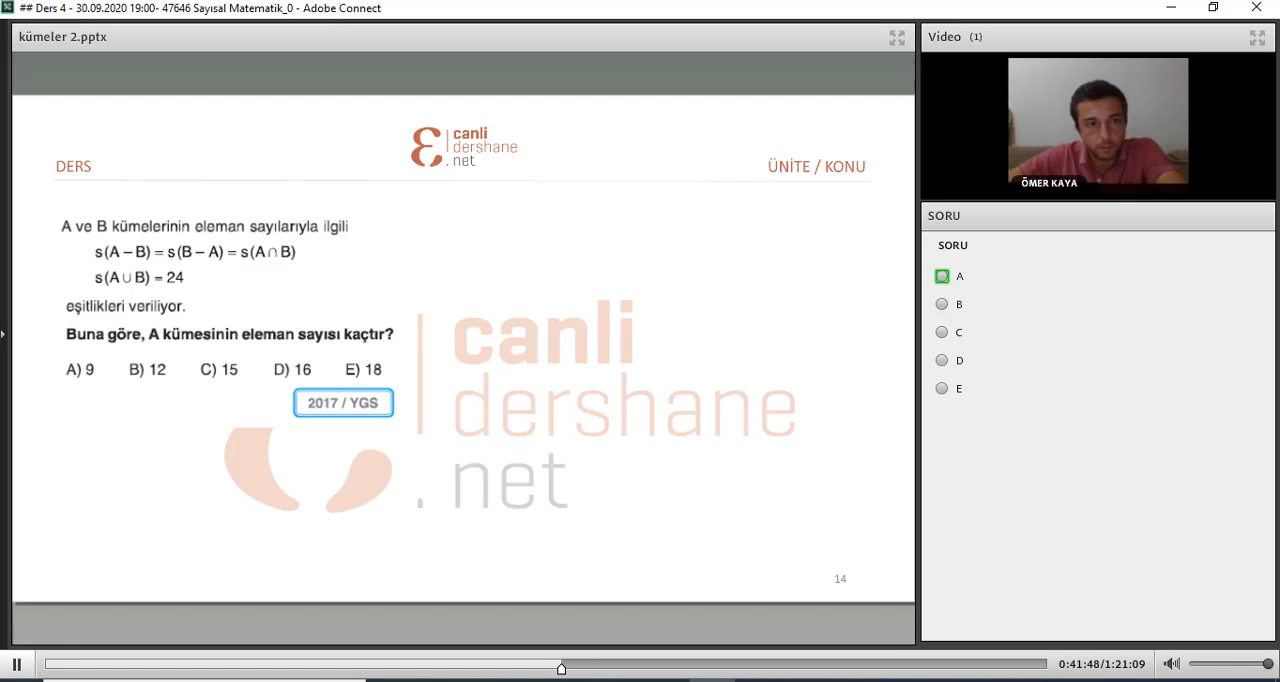 ## Ders 4 - 30.09.2020 19:00- 47646 Sayısal Matematik_0 - Adobe Connect
kümeler 2.pptx
canli
dershane
.net
DERS
ÜNİTE / KONU
A ve B kümelerinin eleman sayılarıyla ilgili
s(A – B) = s(B – A) = s(A ∩ B)
s(A ∪ B) = 24
eşitlikleri veriliyor.
Buna göre, A kümesinin eleman sayısı kaçtır?
A) 9 B) 12 C) 15 D) 16 E) 18
2017 / YGS
canli
dershane
.net
14
Video (1)
ÖMER KAYA
SORU
SORU
A
B
C
D
E
0:41:48/1:21:09